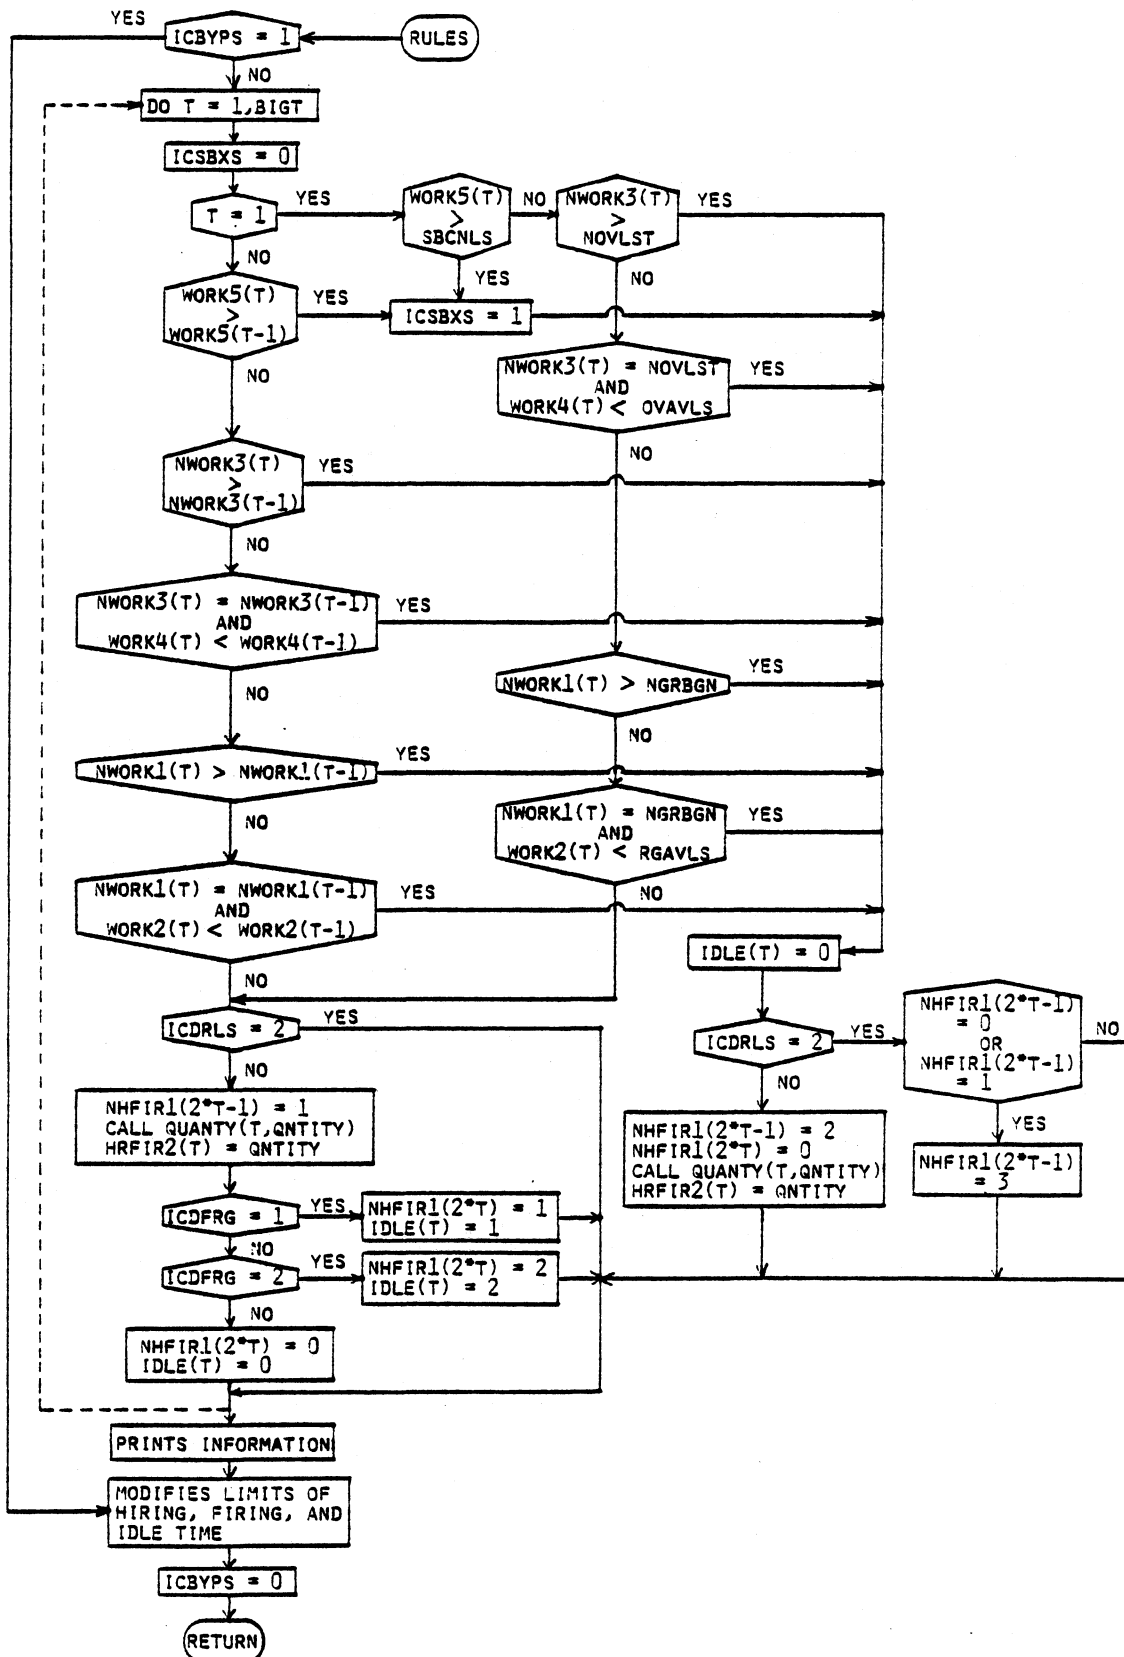 YES
ICBYPS = 1
RULES
NO
DO T = 1,BIGT
ICSBXS = 0
T = 1
YES
WORK5(T)
>
SBCNLS
NO
NWORK3(T)
>
NOVLST
YES
NO
YES
NO
WORK5(T)
>
WORK5(T-1)
YES
ICSBXS = 1
NO
NWORK3(T) = NOVLST
AND
WORK4(T) < OVAVLS
YES
NO
NWORK3(T)
>
NWORK3(T-1)
YES
NO
NWORK3(T) = NWORK3(T-1)
AND
WORK4(T) < WORK4(T-1)
YES
NO
NWORK1(T) > NGRBGN
YES
NO
NWORK1(T) > NWORK1(T-1)
YES
NO
NWORK1(T) = NGRBGN
AND
WORK2(T) < RGAVLS
YES
NO
NWORK1(T) = NWORK1(T-1)
AND
WORK2(T) < WORK2(T-1)
YES
NO
IDLE(T) = 0
ICDRLS = 2
YES
NO
ICDRLS = 2
YES
NO
NHFIR1(2*T-1)
= 0
OR
NHFIR1(2*T-1)
= 1
NO
YES
NHFIR1(2*T-1) = 1
CALL QUANTY(T,QNTITY)
HRFIR2(T) = QNTITY
NHFIR1(2*T-1) = 2
NHFIR1(2*T) = 0
CALL QUANTY(T,QNTITY)
HRFIR2(T) = QNTITY
NHFIR1(2*T-1)
= 3
ICDFRG = 1
YES
NHFIR1(2*T) = 1
IDLE(T) = 1
NO
ICDFRG = 2
YES
NHFIR1(2*T) = 2
IDLE(T) = 2
NO
NHFIR1(2*T) = 0
IDLE(T) = 0
PRINTS INFORMATION
MODIFIES LIMITS OF
HIRING, FIRING, AND
IDLE TIME
ICBYPS = 0
RETURN